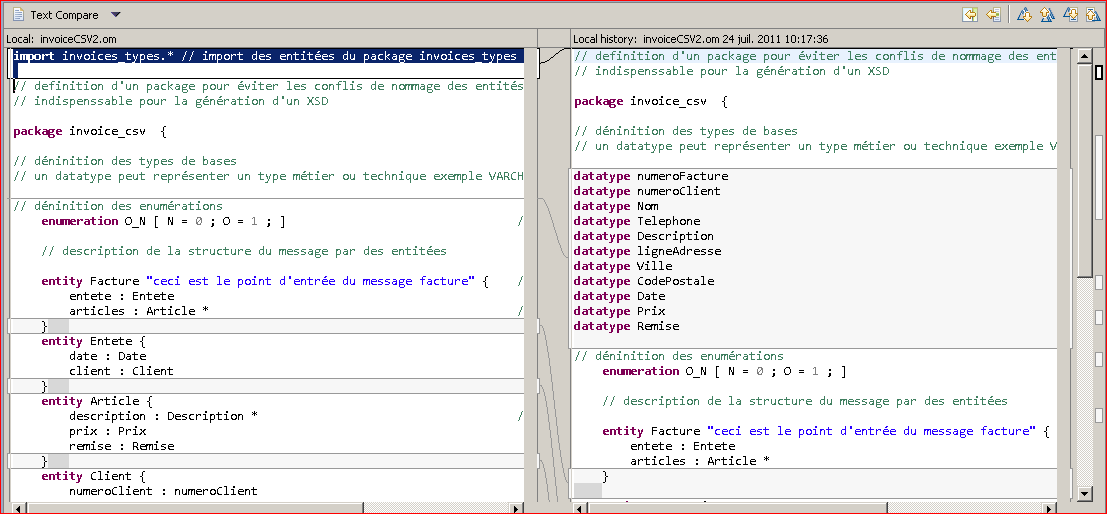 Text Compare
Local: invoiceCSV2.om
import invoices_types.* // import des entitées du package invoices_types
// definition d'un package pour éviter les conflis de nommage des entités
// indispenssable pour la génération d'un XSD
package invoice_csv {
// déninition des types de bases
// un datatype peut représenter un type métier ou technique exemple VARCH
// déninition des enumérations
enumeration O_N [ N = 0 ; O = 1 ; ] /
// description de la structure du message par des entitées
entity Facture "ceci est le point d'entrée du message facture" { /
entete : Entete
articles : Article * /
}
entity Entete {
date : Date
client : Client
}
entity Article {
description : Description * /
prix : Prix
remise : Remise
}
entity Client {
numeroClient : numeroClient
Local history: invoiceCSV2.om 24 juil. 2011 10:17:36
// definition d'un package pour éviter les conflis de nommage des ent
// indispenssable pour la génération d'un XSD
package invoice_csv {
// déninition des types de bases
// un datatype peut représenter un type métier ou technique exemple V
datatype numeroFacture
datatype numeroClient
datatype Nom
datatype Telephone
datatype Description
datatype ligneAdresse
datatype Ville
datatype CodePostale
datatype Date
datatype Prix
datatype Remise
// déninition des enumérations
enumeration O_N [ N = 0 ; O = 1 ; ]
// description de la structure du message par des entitées
entity Facture "ceci est le point d'entrée du message facture" {
entete : Entete
articles : Article *
}